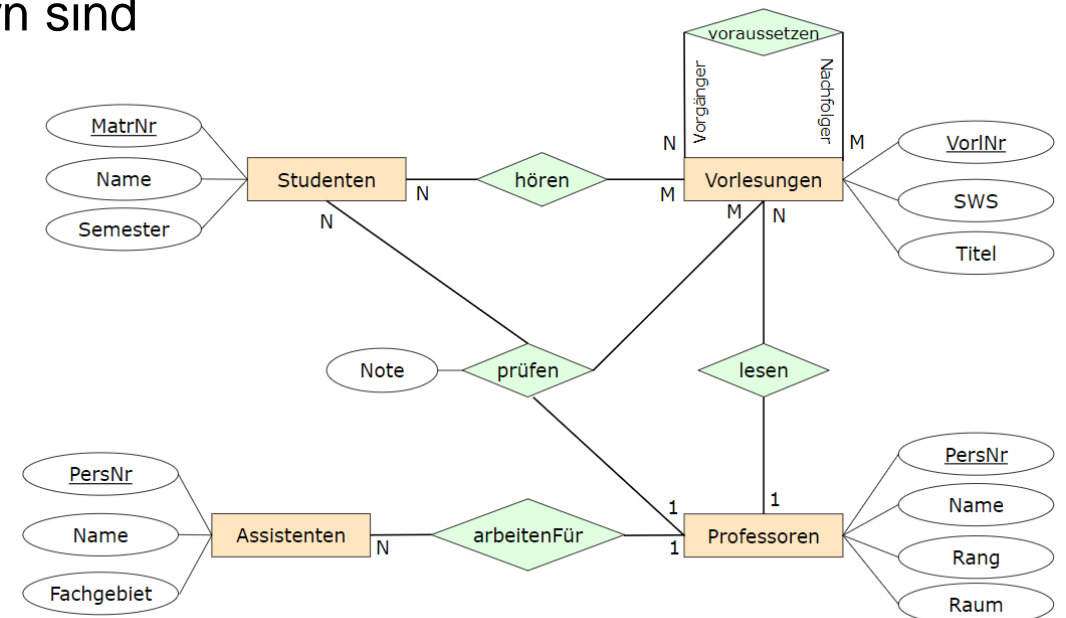 n sind
voraussetzen
Vorgänger
Nachfolger
N
M
MatrNr
Name
Semester
Studenten
N
hören
M
Vorlesungen
VorlNr
SWS
Titel
N
M
N
Note
prüfen
lesen
PersNr
Name
Fachgebiet
Assistenten
N
arbeitenFür
1
1
1
Professoren
PersNr
Name
Rang
Raum